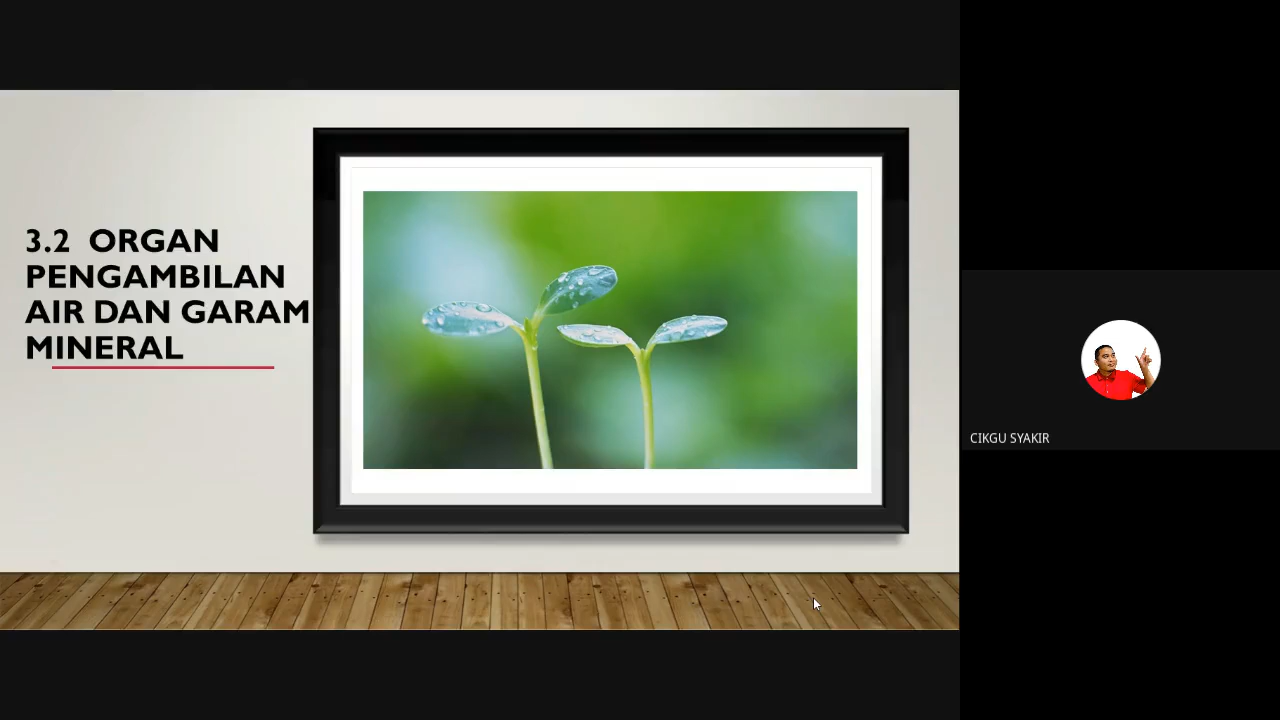 3.2 ORGAN
PENGAMBILAN
AIR DAN GARAM
MINERAL
CIKGU SYAKIR